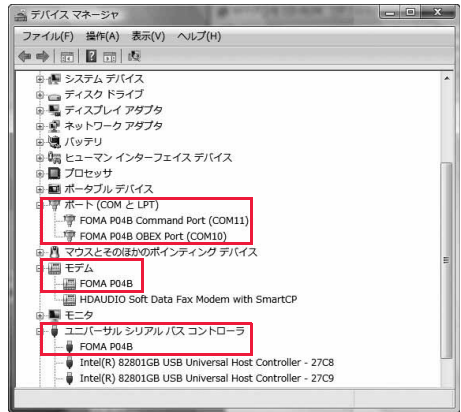 デバイス マネージャ
ファイル(F) 操作(A) 表示(V) ヘルプ(H)
システム デバイス
ディスク ドライブ
ディスプレイ アダプタ
ネットワーク アダプタ
バッテリ
ヒューマン インターフェイス デバイス
プロセッサ
ポータブル デバイス
ポート (COM と LPT)
FOMA P04B Command Port (COM11)
FOMA P04B OBEX Port (COM10)
マウスとそのほかのポインティング デバイス
モデム
FOMA P04B
HDAUDIO Soft Data Fax Modem with SmartCP
モニタ
ユニバーサル シリアル バス コントローラ
FOMA P04B
Intel(R) 82801GB USB Universal Host Controller - 27C8
Intel(R) 82801GB USB Universal Host Controller - 27C9